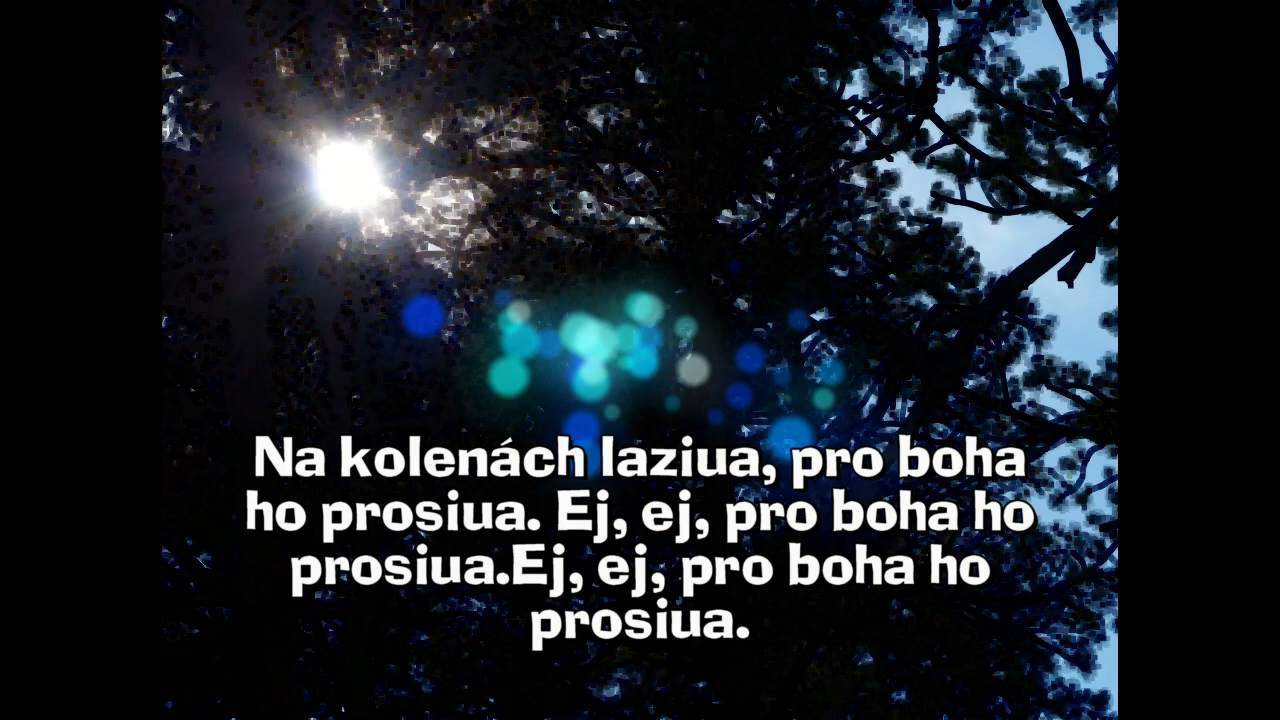 Na kolenách laziua, pro boha
ho prosiua. Ej, ej, pro boha ho
prosiua.Ej, ej, pro boha ho
prosiua.